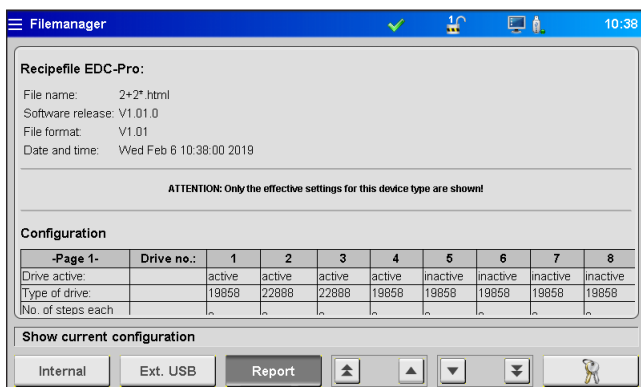 Filemanager
1
10:38
Recipefile EDC-Pro:
File name: 2+2*.html
Software release: V1.01.0
File format: V1.01
Date and time: Wed Feb 6 10:38:00 2019
ATTENTION: Only the effective settings for this device type are shown!
Configuration
-Page 1- Drive no.: 1 2 3 4 5 6 7 8
Drive active: active active active active inactive inactive inactive inactive
Type of drive: 19858 22888 22888 19858 19858 19858 19858 19858
No. of steps each
Show current configuration
Internal Ext. USB Report